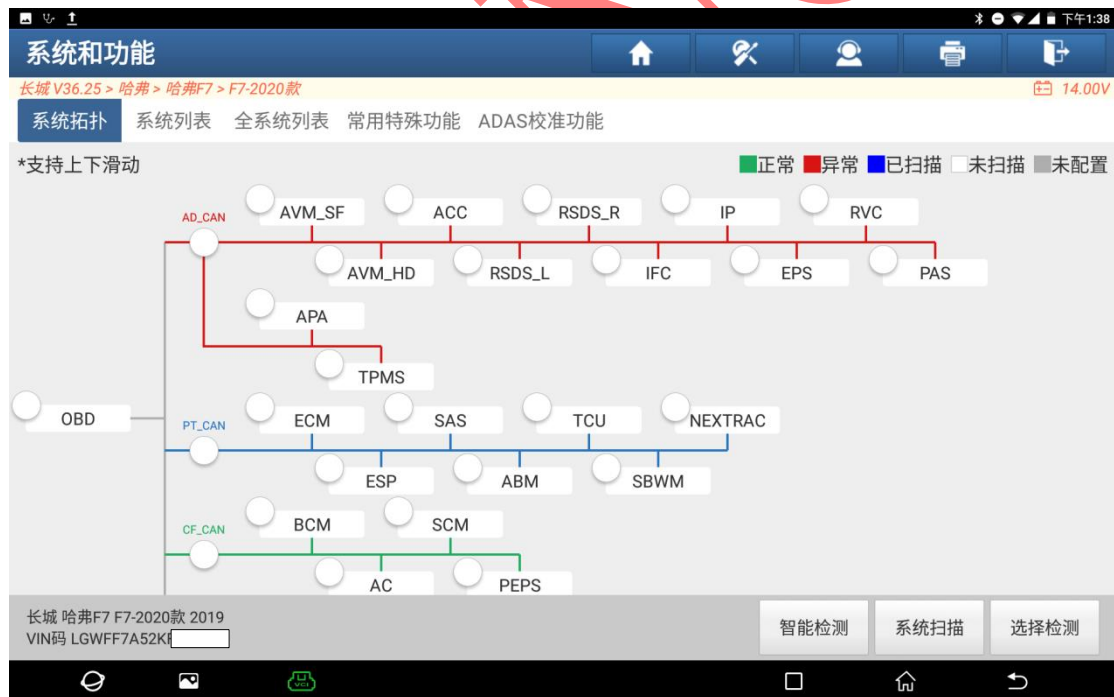 下午1:38
系统和功能
长城 V36.25 > 哈弗 > 哈弗F7 > F7-2020款
14.00V
系统拓扑 系统列表 全系统列表 常用特殊功能 ADAS校准功能
*支持上下滑动
正常 异常 已扫描 未扫描 未配置
AD_CAN AVM_SF ACC RSDS_R IP RVC
AVM_HD RSDS_L IFC EPS PAS
APA
TPMS
OBD
PT_CAN ECM SAS TCU NEXTRAC
ESP ABM SBWM
CF_CAN BCM SCM
AC PEPS
长城 哈弗F7 F7-2020款 2019
VIN码 LGWFF7A52K
智能检测 系统扫描 选择检测
VCI